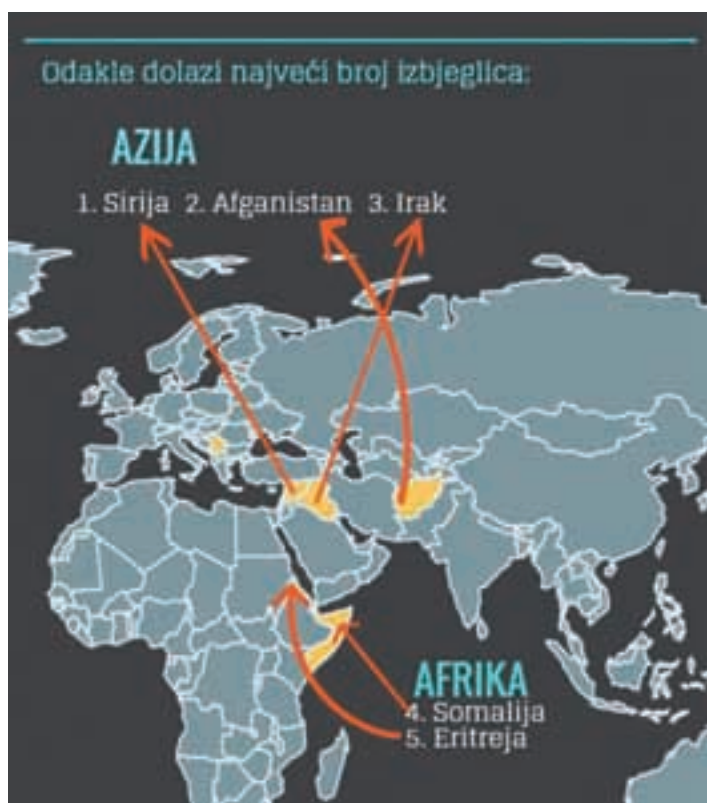 Odakle dolazi najveći broj izbjeglica:
AZIJA
1. Sirija 2. Afganistan 3. Irak
AFRIKA
4. Somalija
5. Eritreja